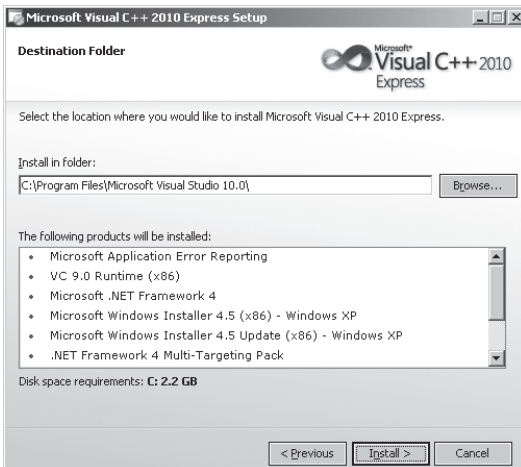 Microsoft Visual C++ 2010 Express Setup
Destination Folder
Microsoft®
Visual C++ 2010
Express
Select the location where you would like to install Microsoft Visual C++ 2010 Express.
Install in folder:
C:\Program Files\Microsoft Visual Studio 10.0\
Browse...
The following products will be installed:
• Microsoft Application Error Reporting
• VC 9.0 Runtime (x86)
• Microsoft .NET Framework 4
• Microsoft Windows Installer 4.5 (x86) - Windows XP
• Microsoft Windows Installer 4.5 Update (x86) - Windows XP
• .NET Framework 4 Multi-Targeting Pack
Disk space requirements: C: 2.2 GB
< Previous
Install >
Cancel